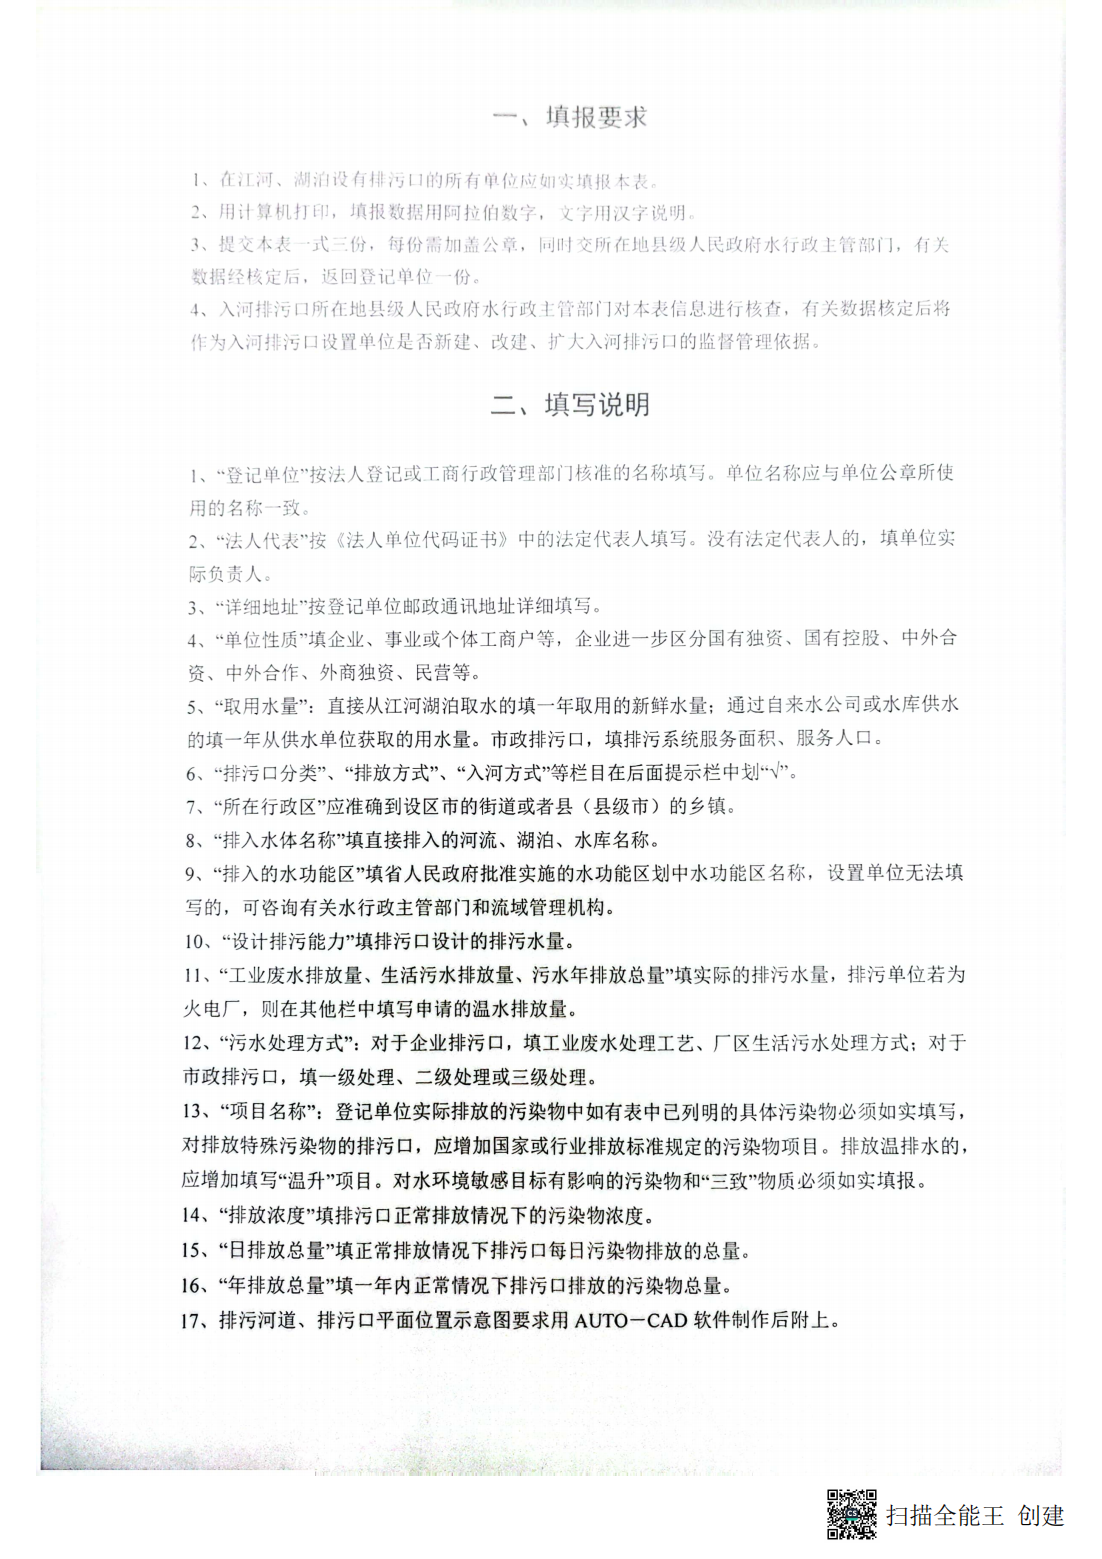 一、填报要求
1、在江河、湖泊设有排污口的所有单位应如实填报本表。
2、用计算机打印，填报数据用阿拉伯数字，文字用汉字说明。
3、提交本表一式三份，每份需加盖公章，同时交所在地县级人民政府水行政主管部门，有关
数据经核定后，返回登记单位一份。
4、入河排污口所在地县级人民政府水行政主管部门对本表信息进行核查，有关数据核定后将
作为入河排污口设置单位是否新建、改建、扩大入河排污口的监督管理依据。
二、填写说明
1、“登记单位”按法人登记或工商行政管理部门核准的名称填写。单位名称应与单位公章所使
用的名称一致。
2、“法人代表”按《法人单位代码证书》中的法定代表人填写。没有法定代表人的，填单位实
际负责人。
3、“详细地址”按登记单位邮政通讯地址详细填写。
4、“单位性质”填企业、事业或个体工商户等，企业进一步区分国有独资、国有控股、中外合
资、中外合作、外商独资、民营等。
5、“取用水量”：直接从江河湖泊取水的填一年取用的新鲜水量；通过自来水公司或水库供水
的填一年从供水单位获取的用水量。市政排污口，填排污系统服务面积、服务人口。
6、“排污口分类”、“排放方式”、“入河方式”等栏目在后面提示栏中划“√”。
7、“所在行政区”应准确到设区市的街道或者县（县级市）的乡镇。
8、“排入水体名称”填直接排入的河流、湖泊、水库名称。
9、“排入的水功能区”填省人民政府批准实施的水功能区划中水功能区名称，设置单位无法填
写的，可咨询有关水行政主管部门和流域管理机构。
10、“设计排污能力”填排污口设计的排污水量。
11、“工业废水排放量、生活污水排放量、污水年排放总量”填实际的排污水量，排污单位若为
火电厂，则在其他栏中填写申请的温水排放量。
12、“污水处理方式”：对于企业排污口，填工业废水处理工艺、厂区生活污水处理方式；对于
市政排污口，填一级处理、二级处理或三级处理。
13、“项目名称”：登记单位实际排放的污染物中如有表中已列明的具体污染物必须如实填写，
对排放特殊污染物的排污口，应增加国家或行业排放标准规定的污染物项目。排放温排水的，
应增加填写“温升”项目。对水环境敏感目标有影响的污染物和“三致”物质必须如实填报。
14、“排放浓度”填排污口正常排放情况下的污染物浓度。
15、“日排放总量”填正常排放情况下排污口每日污染物排放的总量。
16、“年排放总量”填一年内正常情况下排污口排放的污染物总量。
17、排污河道、排污口平面位置示意图要求用 AUTO－CAD 软件制作后附上。
扫描全能王 创建